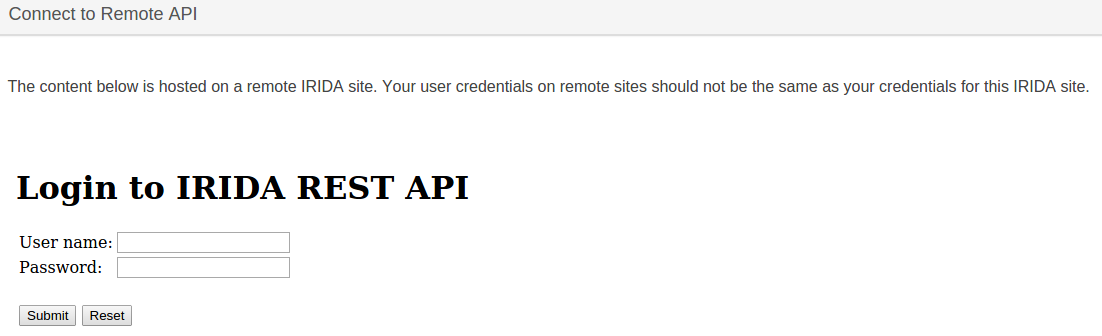 Connect to Remote API
The content below is hosted on a remote IRIDA site. Your user credentials on remote sites should not be the same as your credentials for this IRIDA site.
Login to IRIDA REST API
User name:
Password:
Submit Reset